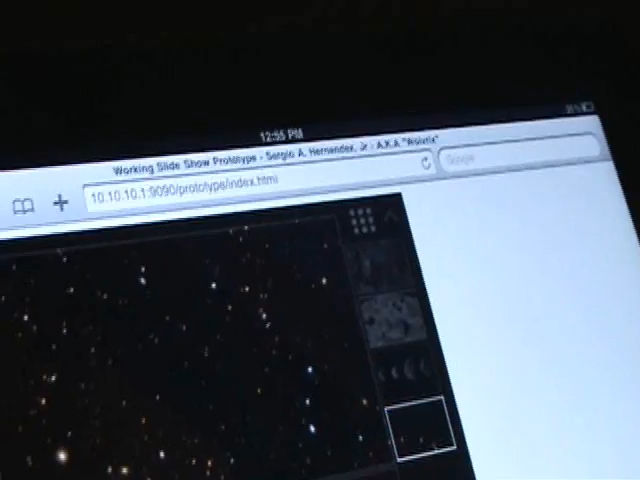 12:55 PM
Working Slide Show Prototype - Sergio A. Hernandez, Jr - A.K.A
10.10.10.1:9090/prototype/index.html
Google